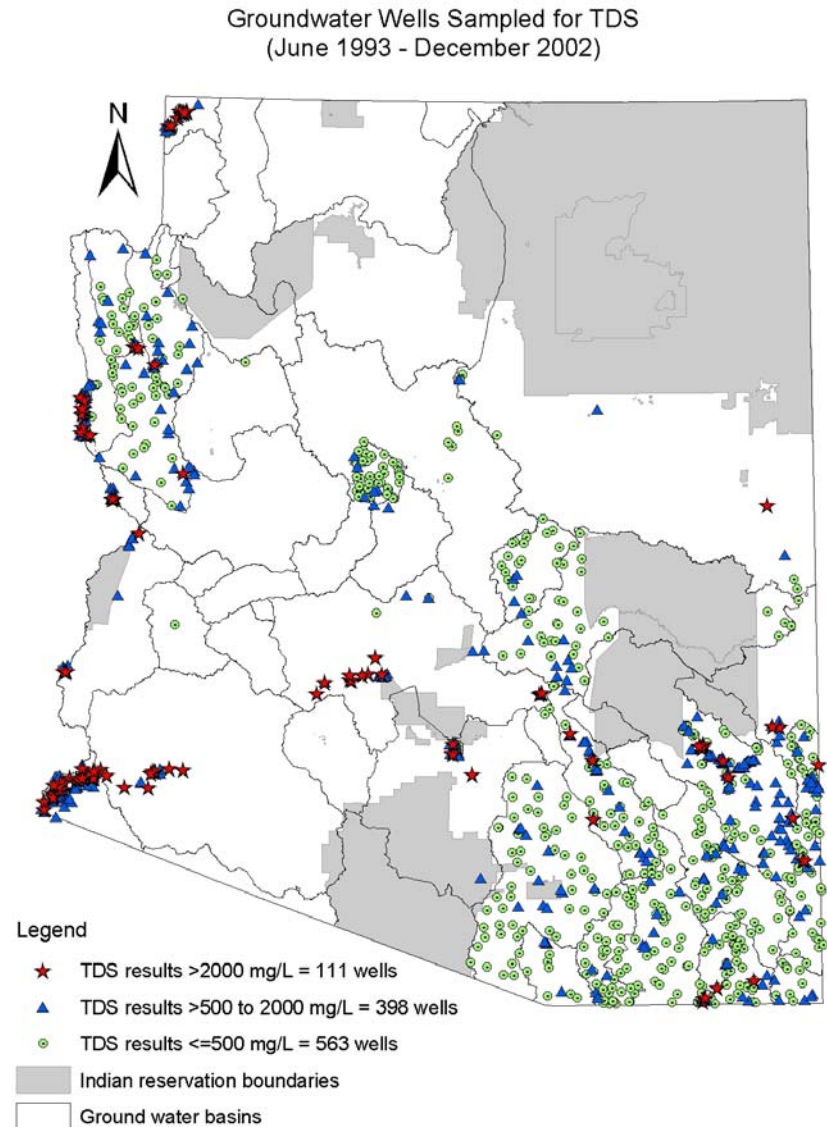 Groundwater Wells Sampled for TDS
(June 1993 - December 2002)
N
Legend
TDS results >2000 mg/L = 111 wells
TDS results >500 to 2000 mg/L = 398 wells
TDS results <=500 mg/L = 563 wells
Indian reservation boundaries
Ground water basins